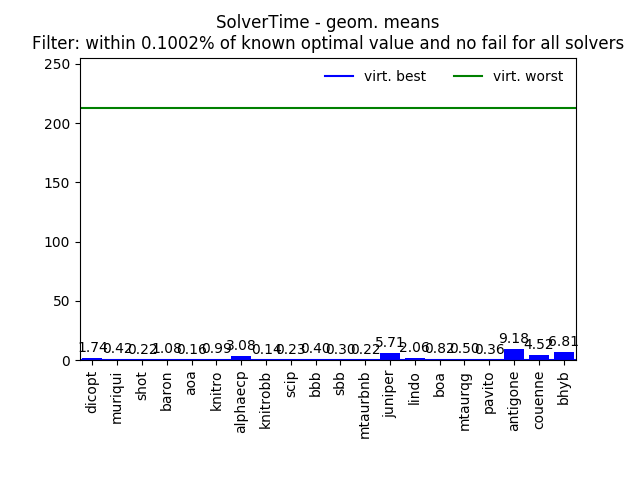 SolverTime - geom. means
Filter: within 0.1002% of known optimal value and no fail for all solvers
virt. best
virt. worst
250
200
150
100
50
0
1.74
0.42
0.22
1.08
0.16
0.99
3.08
0.14
0.23
0.40
0.30
0.22
5.71
2.06
0.82
0.50
0.36
9.18
4.52
6.81
dicopt
muriqui
shot
baron
aoa
knitro
alphaecp
knitrobb
scip
bbb
sbb
mtaurbnb
juniper
lindo
boa
mtaurqg
pavito
antigone
couenne
bhyb